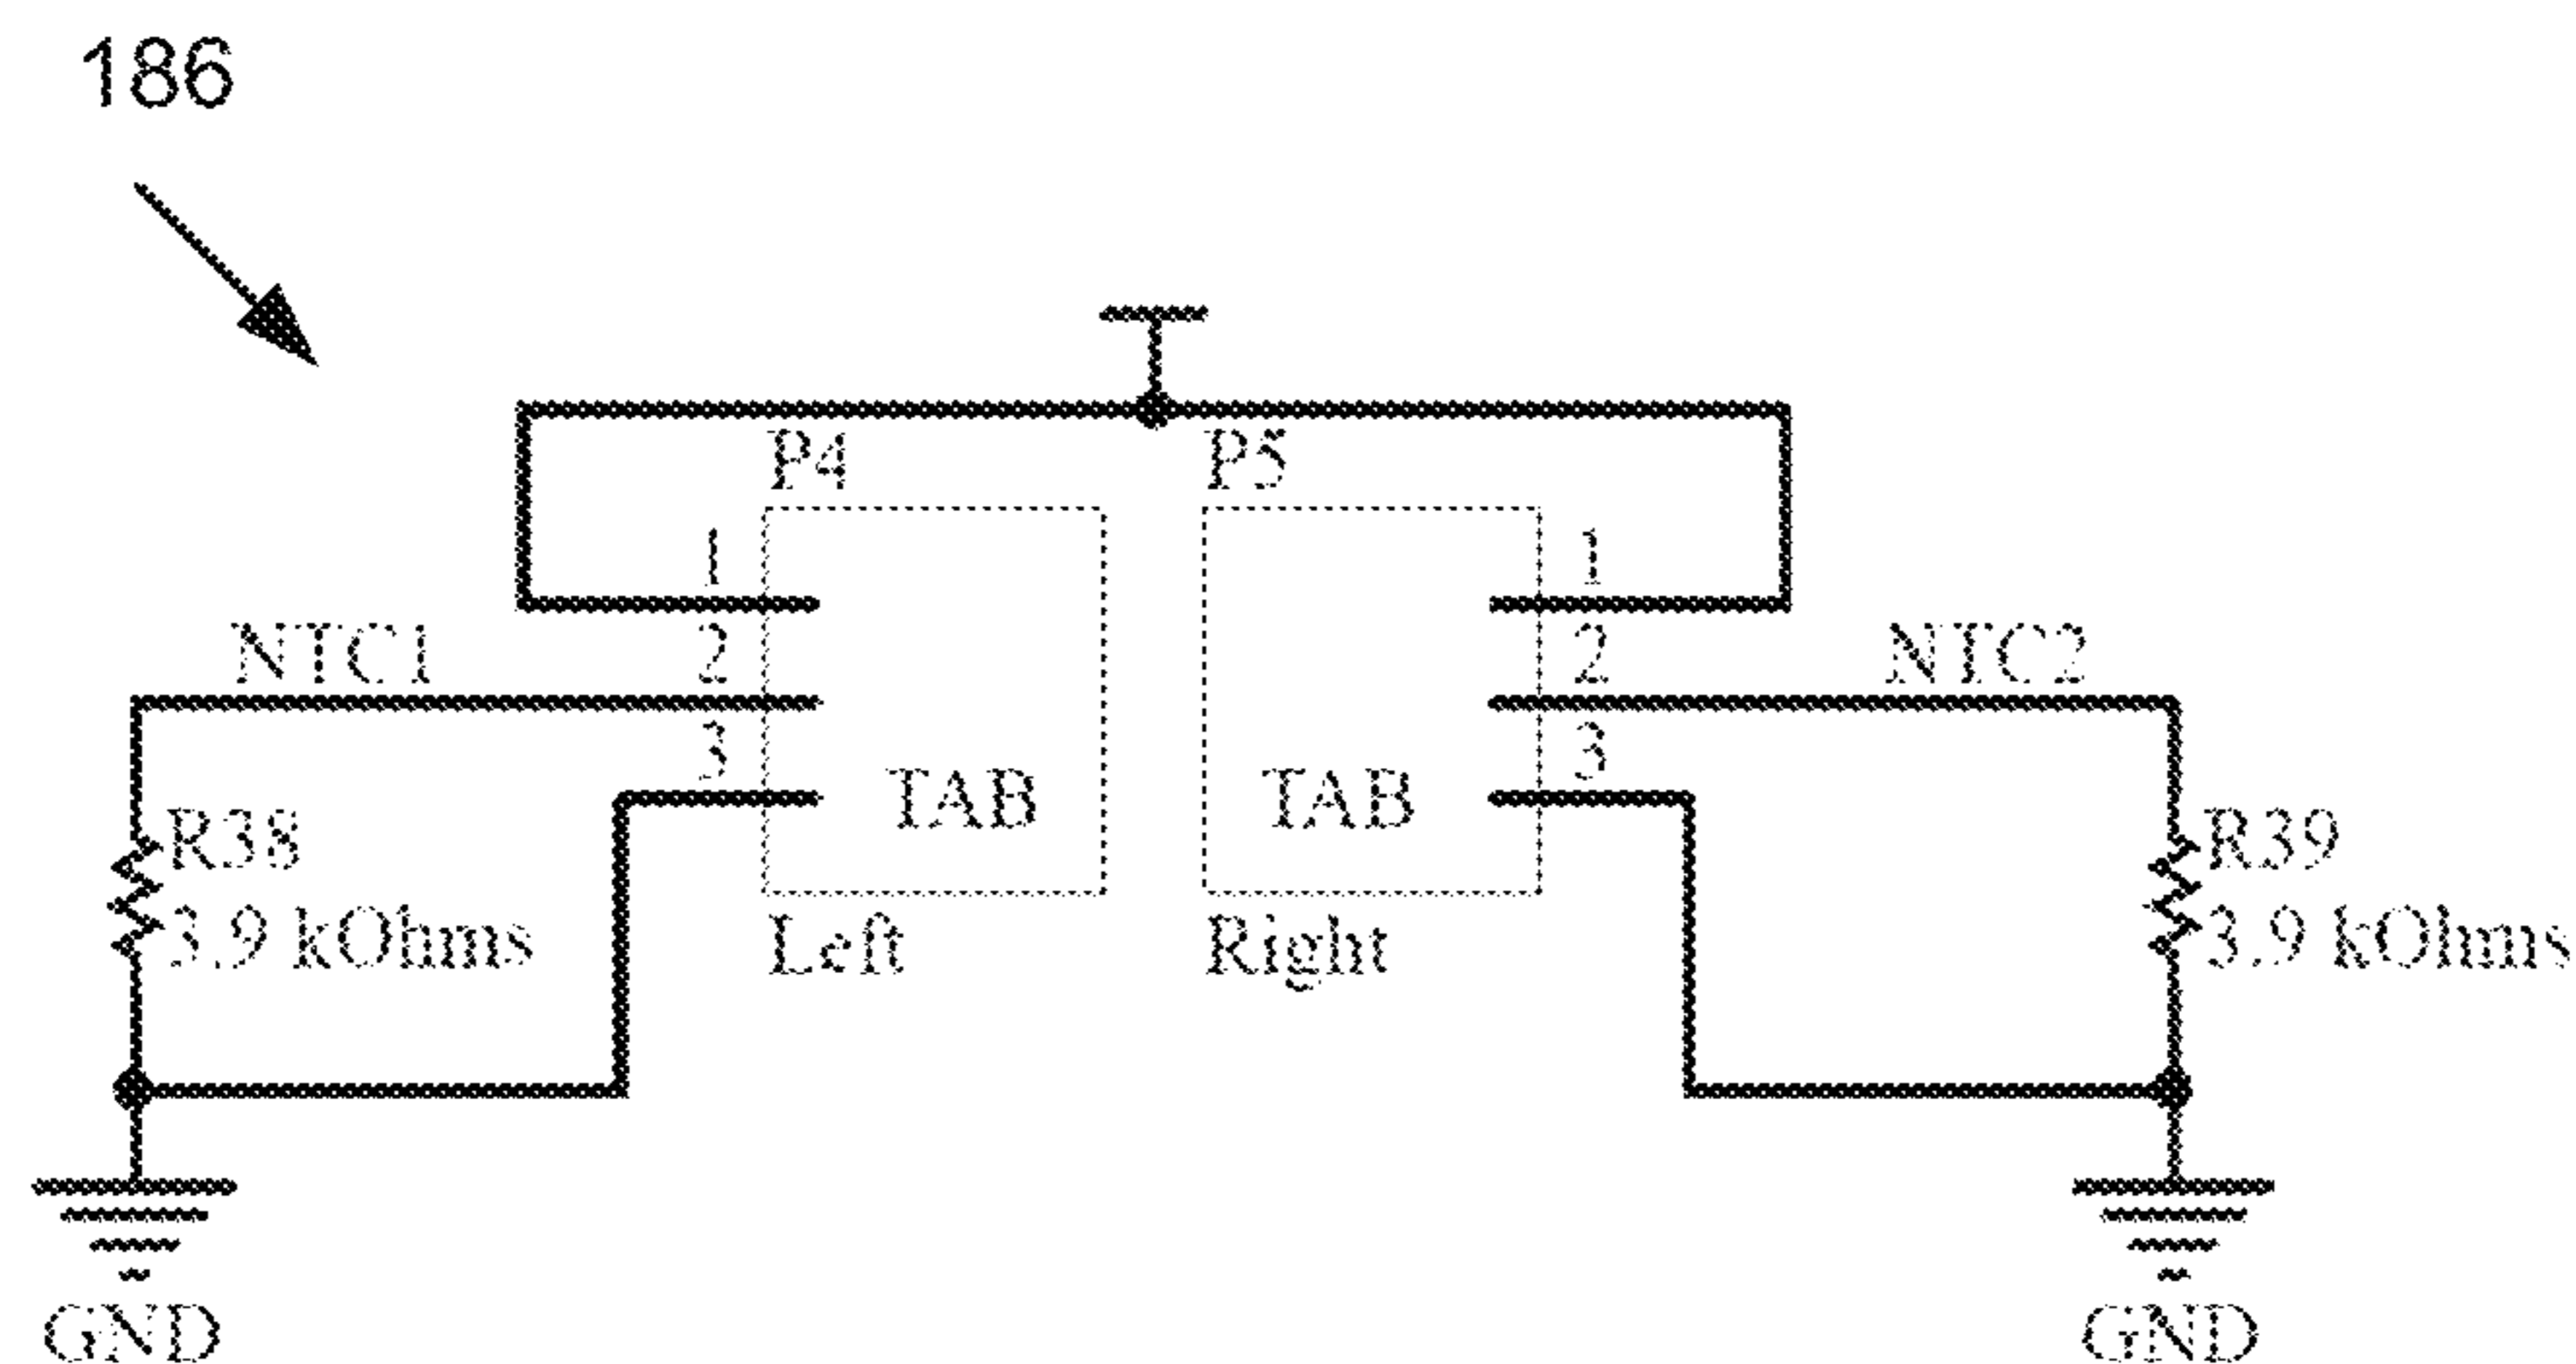 186
P4 P5
1 1
NTC1 2 2 NTC2
3 3
TAB TAB
R38 R39
3.9 kOhms 3.9 kOhms
Left Right
GND GND